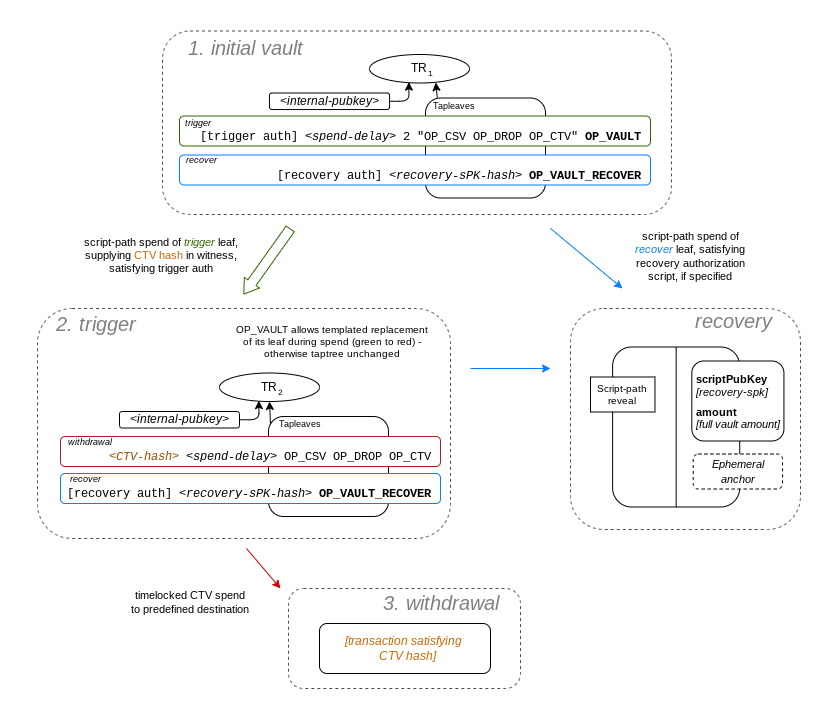 1. initial vault
TR1
<internal-pubkey>
Tapleaves
trigger
[trigger auth] <spend-delay> 2 "OP_CSV OP_DROP OP_CTV" OP_VAULT
recover
[recovery auth] <recovery-sPK-hash> OP_VAULT_RECOVER
script-path spend of trigger leaf,
supplying CTV hash in witness,
satisfying trigger auth
script-path spend of
recover leaf, satisfying
recovery authorization
script, if specified
2. trigger
OP_VAULT allows templated replacement
of its leaf during spend (green to red) -
otherwise taptree unchanged
TR2
<internal-pubkey>
Tapleaves
withdrawal
<CTV-hash> <spend-delay> OP_CSV OP_DROP OP_CTV
recover
[recovery auth] <recovery-sPK-hash> OP_VAULT_RECOVER
recovery
Script-path
reveal
scriptPubKey
[recovery-spk]
amount
[full vault amount]
Ephemeral
anchor
timelocked CTV spend
to predefined destination
3. withdrawal
[transaction satisfying
CTV hash]